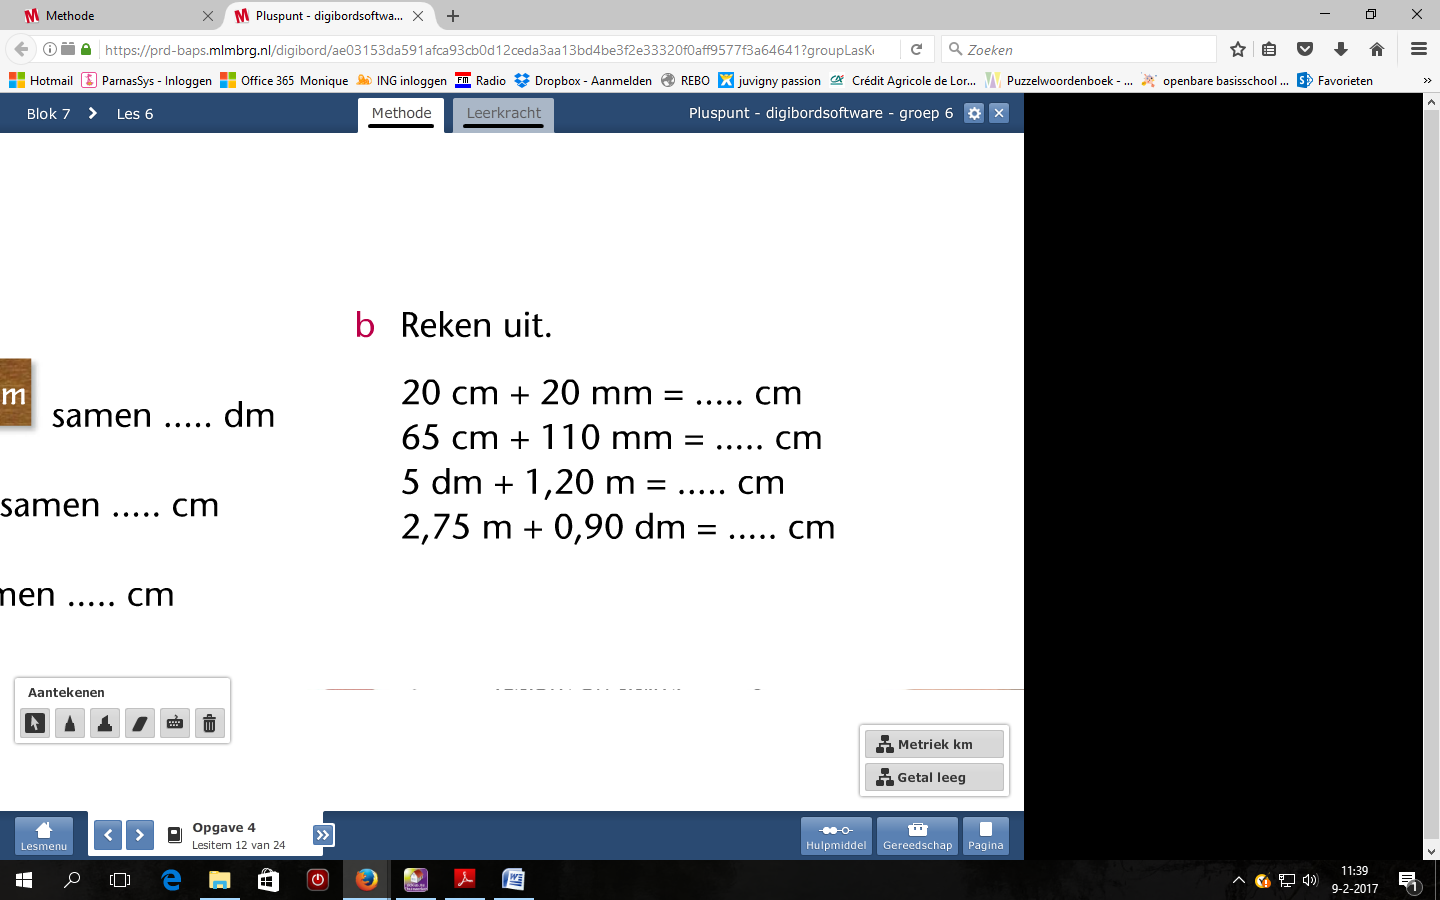 Methode
Pluspunt - digibordsoftwa...
https://prd-baps.mlmbrg.nl/digibord/ae03153da591afca93cb0d12ceda3aa13bd4be3f2e33320f0aff9577f3a64641?groupLasK
Zoeken
Hotmail
ParnasSys - Inloggen
Office 365 Monique
ING inloggen
Radio
Dropbox - Aanmelden
REBO
juvigny passion
Crédit Agricole de Lor...
Puzzelwoordenboek - ...
openbare basisschool ...
Favorieten
Blok 7
Les 6
Methode
Leerkracht
Pluspunt - digibordsoftware - groep 6
b Reken uit.
20 cm + 20 mm = ..... cm
m samen ..... dm
65 cm + 110 mm = ..... cm
5 dm + 1,20 m = ..... cm
samen ..... cm
2,75 m + 0,90 dm = ..... cm
men ..... cm
Aantekenen
Metriek km
Getal leeg
Lesmenu
Opgave 4
Lesitem 12 van 24
Hulpmiddel
Gereedschap
Pagina
11:39
9-2-2017
1